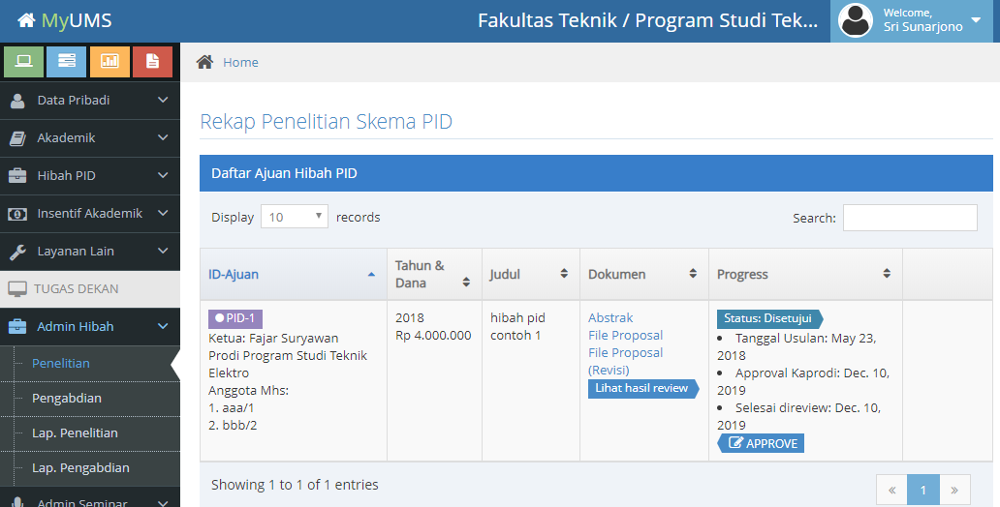 MyUMS
Fakultas Teknik / Program Studi Tek...
Welcome,
Sri Sunarjono
Data Pribadi
Akademik
Hibah PID
Insentif Akademik
Layanan Lain
TUGAS DEKAN
Admin Hibah
Penelitian
Pengabdian
Lap. Penelitian
Lap. Pengabdian
Admin Seminar
Home
Rekap Penelitian Skema PID
Daftar Ajuan Hibah PID
Display 10 records
Search:
ID-Ajuan
Tahun &
Dana
Judul
Dokumen
Progress
PID-1
Ketua: Fajar Suryawan
Prodi Program Studi Teknik
Elektro
Anggota Mhs:
1. aaa/1
2. bbb/2
2018
Rp 4.000.000
hibah pid
contoh 1
Abstrak
File Proposal
File Proposal
(Revisi)
Lihat hasil review
Status: Disetujui
• Tanggal Usulan: May 23,
2018
• Approval Kaprodi: Dec. 10,
2019
• Selesai direview: Dec. 10,
2019
APPROVE
Showing 1 to 1 of 1 entries
« 1 »